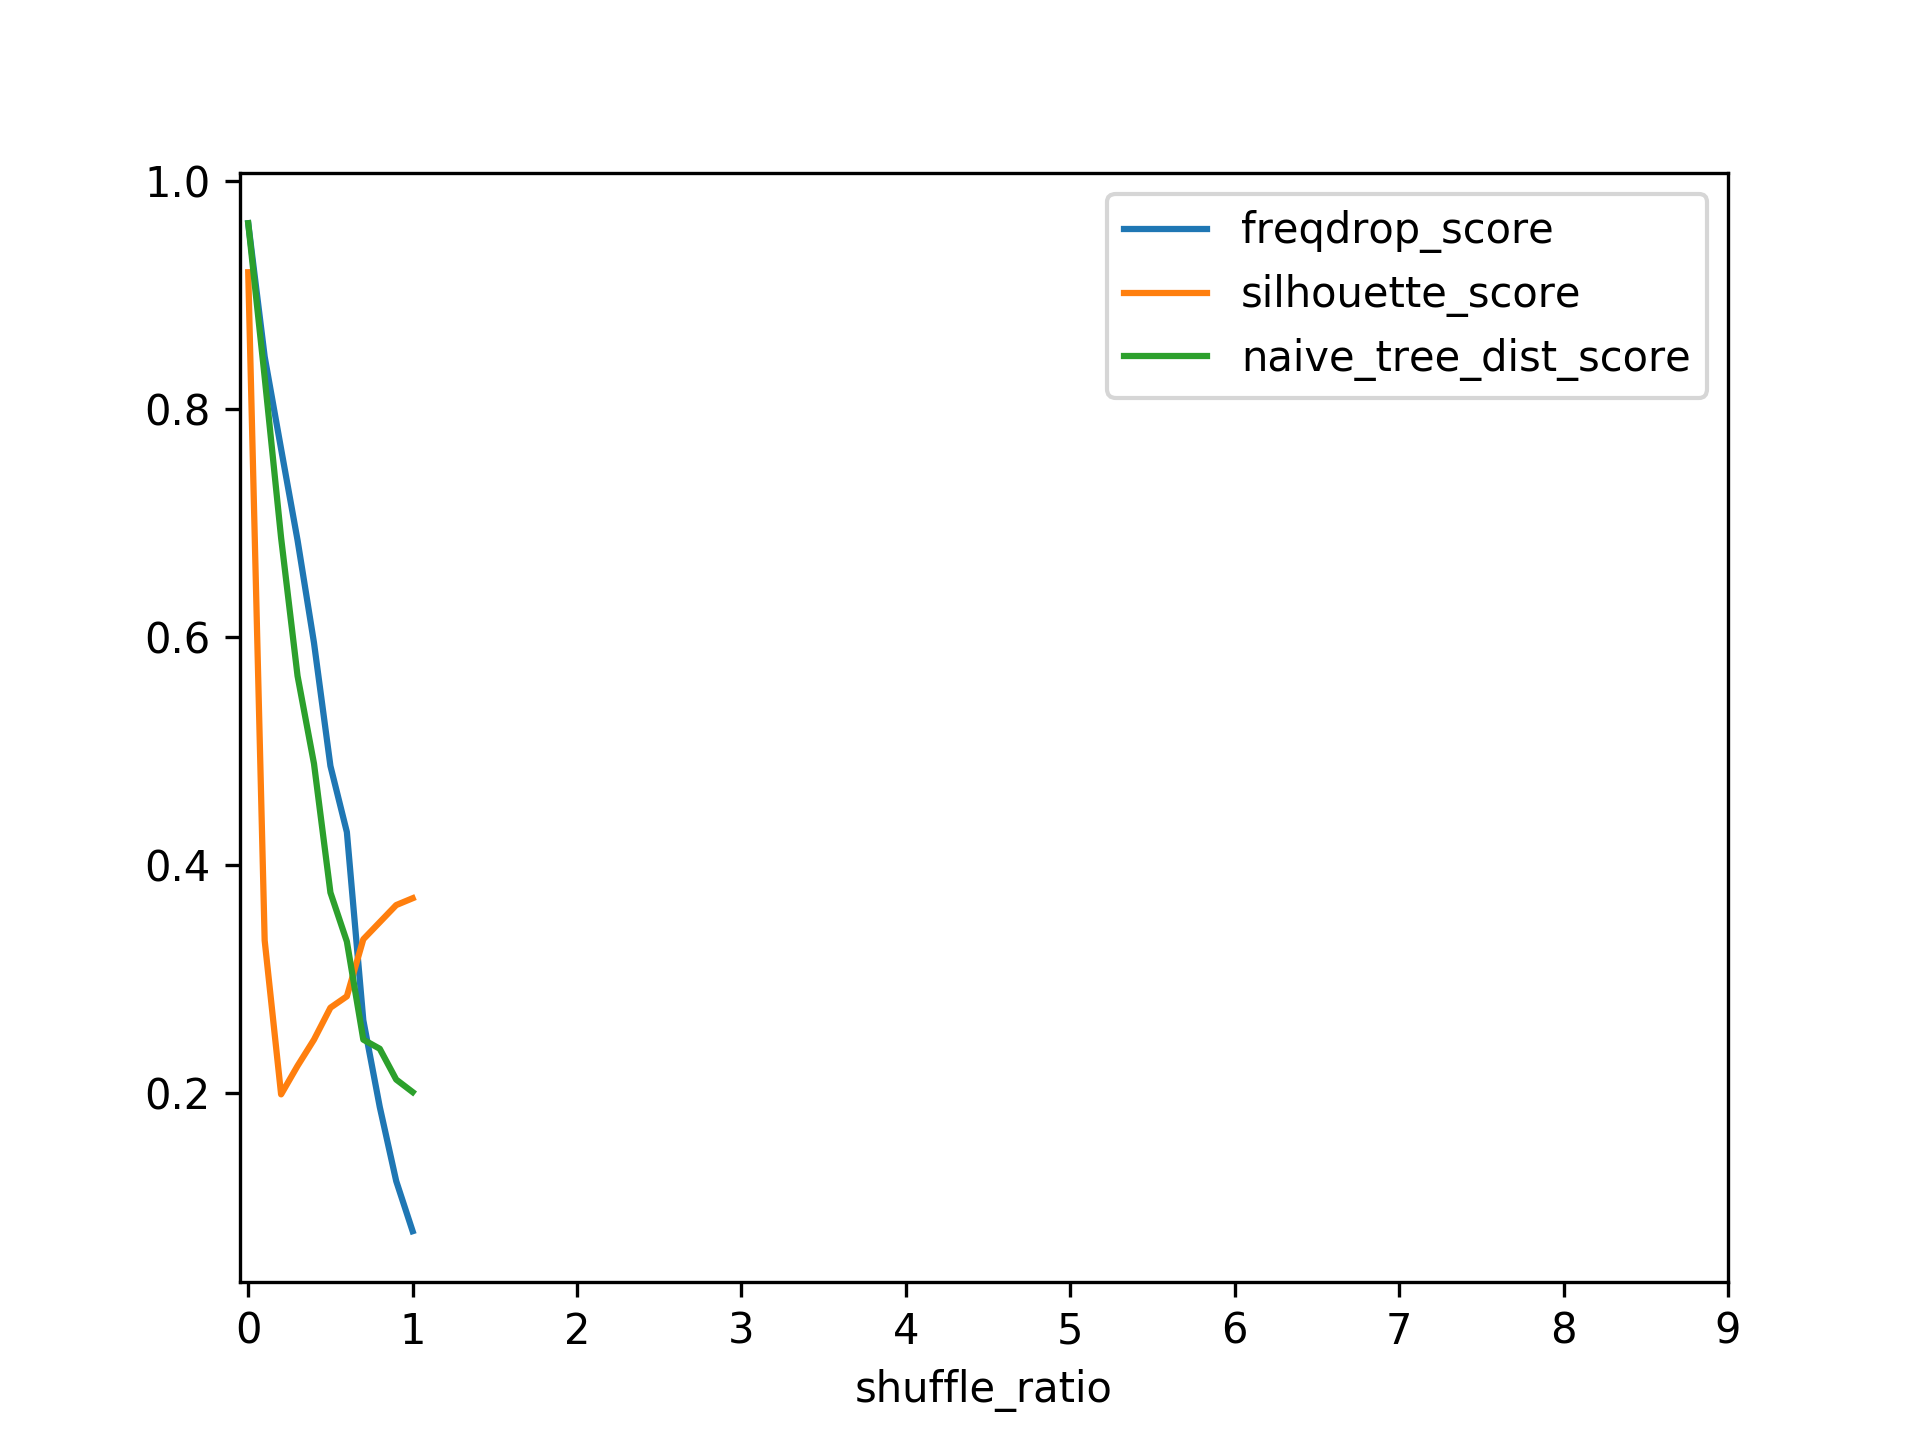 1.0
0.8
0.6
0.4
0.2
freqdrop_score
silhouette_score
naive_tree_dist_score
0 1 2 3 4 5 6 7 8 9
shuffle_ratio